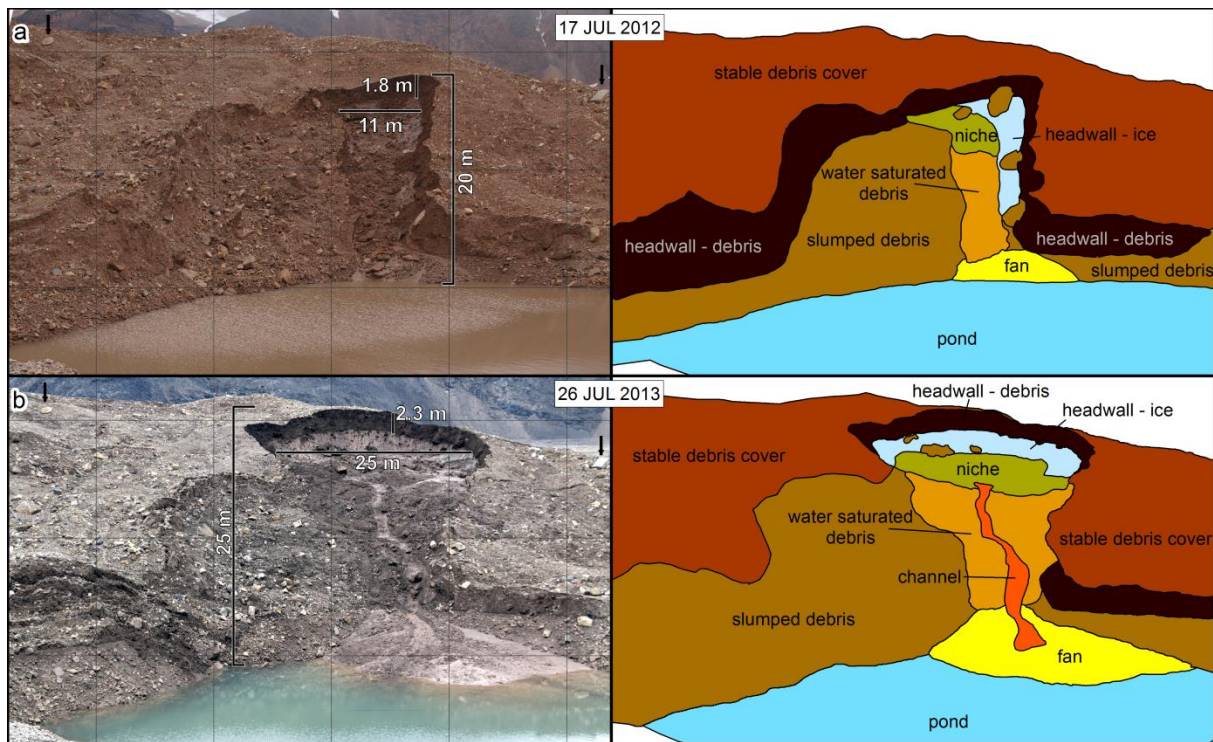 a
17 JUL 2012
1.8 m
11 m
20 m
stable debris cover
niche
headwall - ice
water saturated
debris
headwall - debris
slumped debris
headwall - debris
fan
slumped debris
pond
b
26 JUL 2013
2.3 m
25 m
25 m
headwall - debris
headwall - ice
stable debris cover
niche
water saturated
debris
stable debris cover
channel
slumped debris
fan
pond